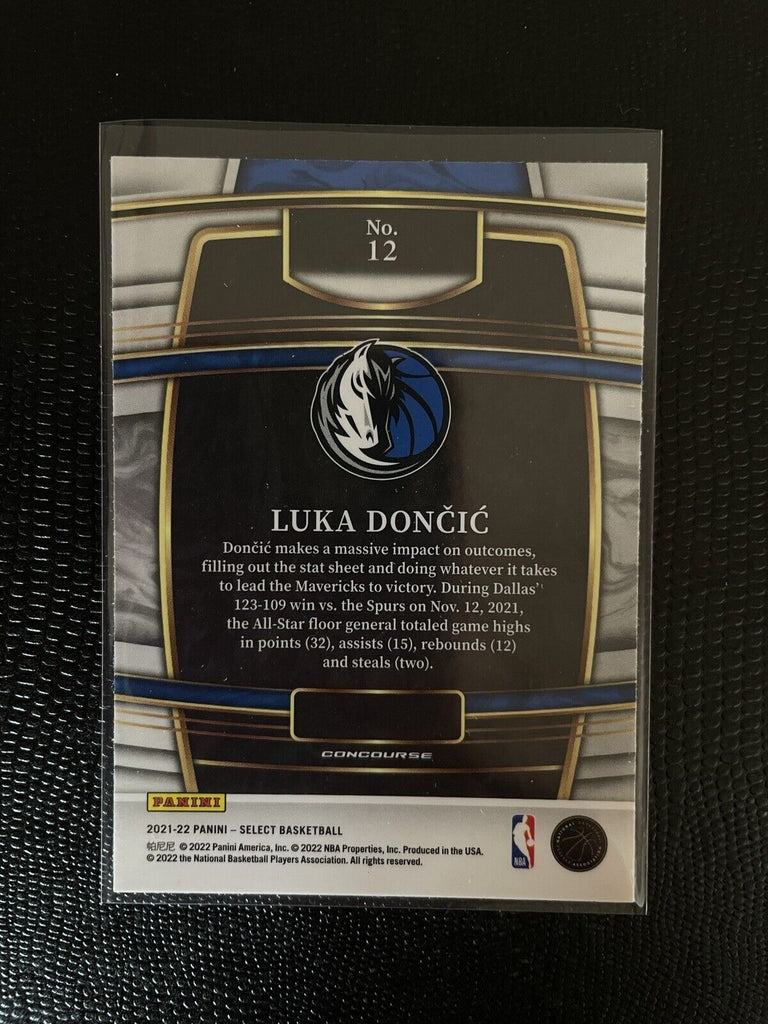 No.
12
LUKA DONČIĆ
Dončić makes a massive impact on outcomes,
filling out the stat sheet and doing whatever it takes
to lead the Mavericks to victory. During Dallas'
123-109 win vs. the Spurs on Nov. 12, 2021,
the All-Star floor general totaled game highs
in points (32), assists (15), rebounds (12)
and steals (two).
CONCOURSE
PANINI
2021-22 PANINI – SELECT BASKETBALL
帕尼尼 © 2022 Panini America, Inc. © 2022 NBA Properties, Inc. Produced in the USA.
© 2022 the National Basketball Players Association. All rights reserved.
NBA